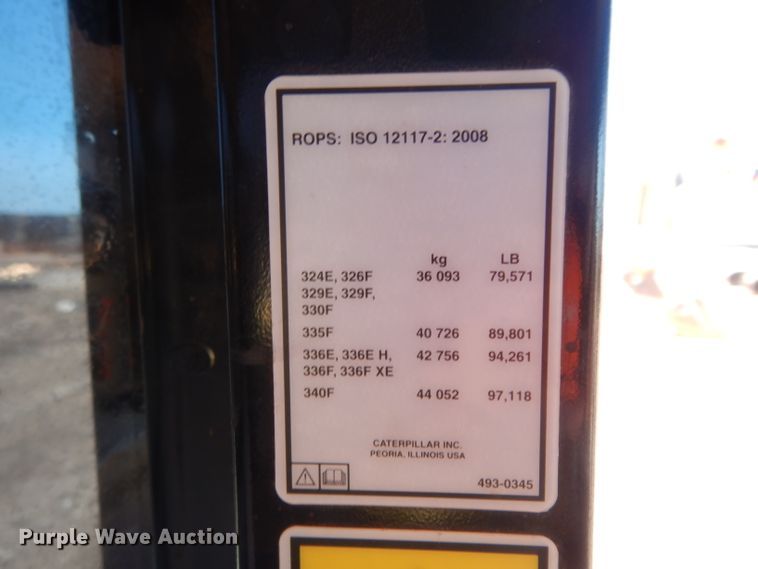 ROPS: ISO 12117-2: 2008
kg LB
324E, 326F 36 093 79,571
329E, 329F,
330F
335F 40 726 89,801
336E, 336E H, 42 756 94,261
336F, 336F XE
340F 44 052 97,118
CATERPILLAR INC.
PEORIA, ILLINOIS USA
493-0345
Purple Wave Auction